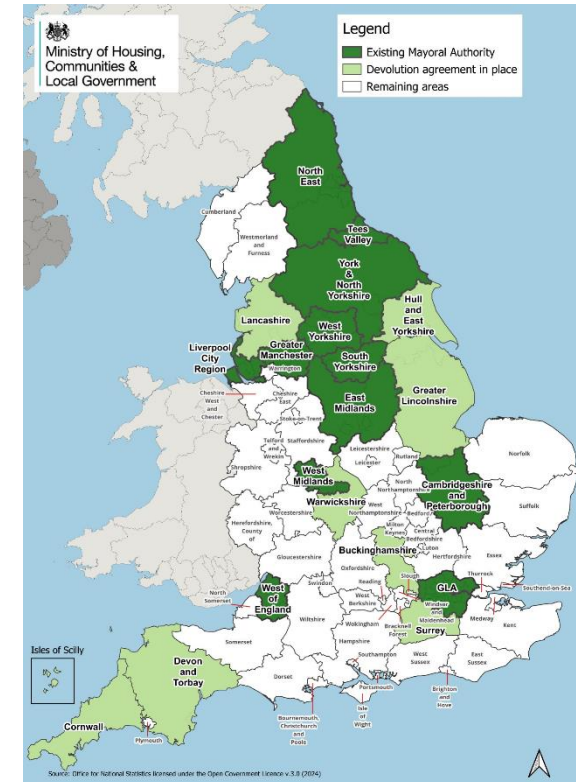 Ministry of Housing,
Communities &
Local Government
Legend
Existing Mayoral Authority
Devolution agreement in place
Remaining areas
North
East
Cumberland
Westmorland
and
Furness
Tees
Valley
York
& North
Yorkshire
Hull
and East
Yorkshire
Lancashire
West
Yorkshire
Liverpool
City
Region
Greater
Manchester
South
Yorkshire
Warrington
Greater
Lincolnshire
Cheshire
West
and
Chester
Cheshire
East
East
Midlands
Stoke-on-Trent
Telford
and
Wrekin
Staffordshire
Leicestershire
Leicester
Rutland
Norfolk
Shropshire
West
Midlands
North
Northamptonshire
Cambridgeshire
and
Peterborough
Warwickshire
Suffolk
Worcestershire
West
Northamptonshire
Bedford
Herefordshire,
County of
Milton
Keynes
Central
Bedfordshire
Buckinghamshire
Luton
Hertfordshire
Essex
Gloucestershire
Oxfordshire
Slough
Thurrock
Swindon
Reading
GLA
Southend-on-Sea
North
Somerset
West of
England
West
Berkshire
Windsor
and
Maidenhead
Wiltshire
Wokingham
Bracknell
Forest
Surrey
Medway
Kent
Isles of Scilly
Somerset
Hampshire
Southampton
West
Sussex
East
Sussex
Devon
and
Torbay
Dorset
Portsmouth
Brighton
and
Hove
Cornwall
Plymouth
Bournemouth,
Christchurch
and
Poole
Isle
of
Wight
Source: Office for National Statistics licensed under the Open Government Licence v.3.0 (2024)